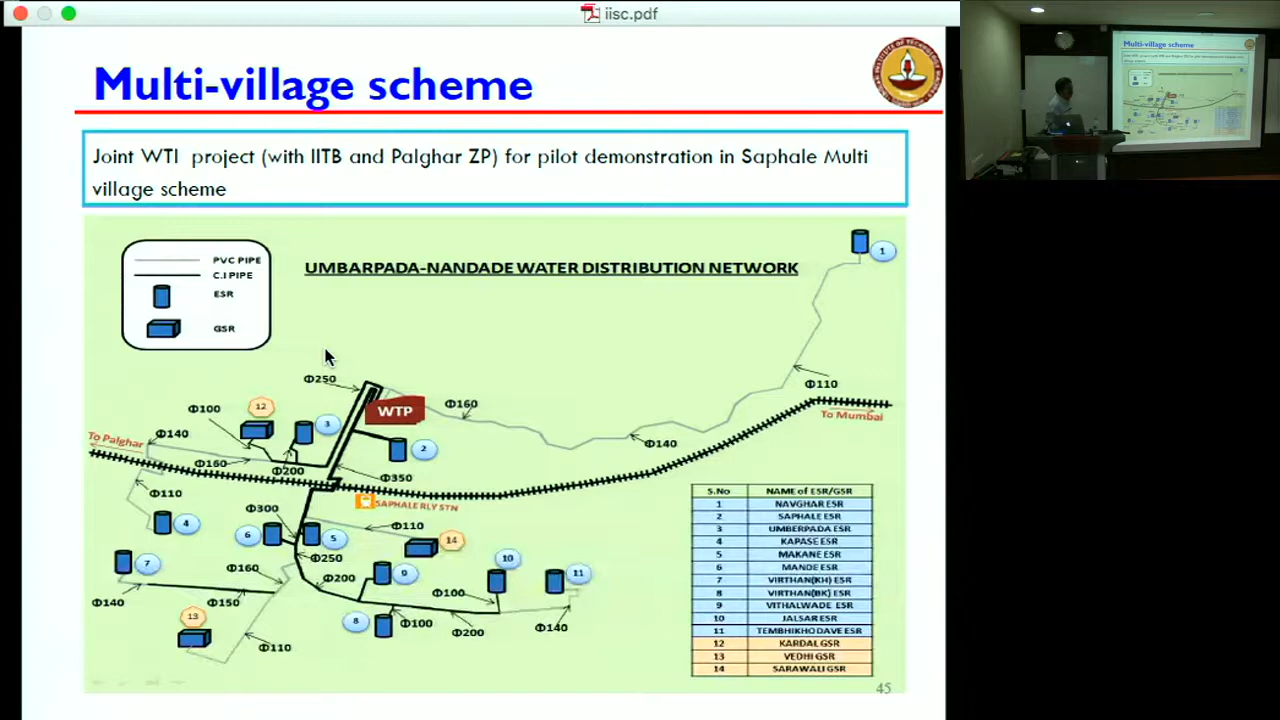 iisc.pdf
Multi-village scheme
Joint WTI project (with IITB and Palghar ZP) for pilot demonstration in Saphale Multi
village scheme
UMBARPADA-NANDADE WATER DISTRIBUTION NETWORK
PVC PIPE
C.I PIPE
ESR
GSR
1
Φ250
WTP
Φ160
Φ110
To Mumbai
Φ100
12
3
2
Φ140
To Palghar
Φ140
Φ160
Φ200
Φ350
Φ110
SAPHALE RLY STN
Φ300
4
6
5
Φ110
14
7
Φ160
Φ250
Φ200
9
10
11
Φ140
Φ150
Φ100
13
8
Φ100
Φ200
Φ140
Φ110
S.No NAME of ESR/GSR
1 NAVGHAR ESR
2 SAPHALE ESR
3 UMBERPADA ESR
4 KAPASE ESR
5 MAKANE ESR
6 MANDE ESR
7 VIRTHAN(KH) ESR
8 VIRTHAN(BK) ESR
9 VITHALWADE ESR
10 JALSAR ESR
11 TEMBHIKHODAVE ESR
12 KARDAL GSR
13 VEDHI GSR
14 SARAWALI GSR
45
Multi-village scheme